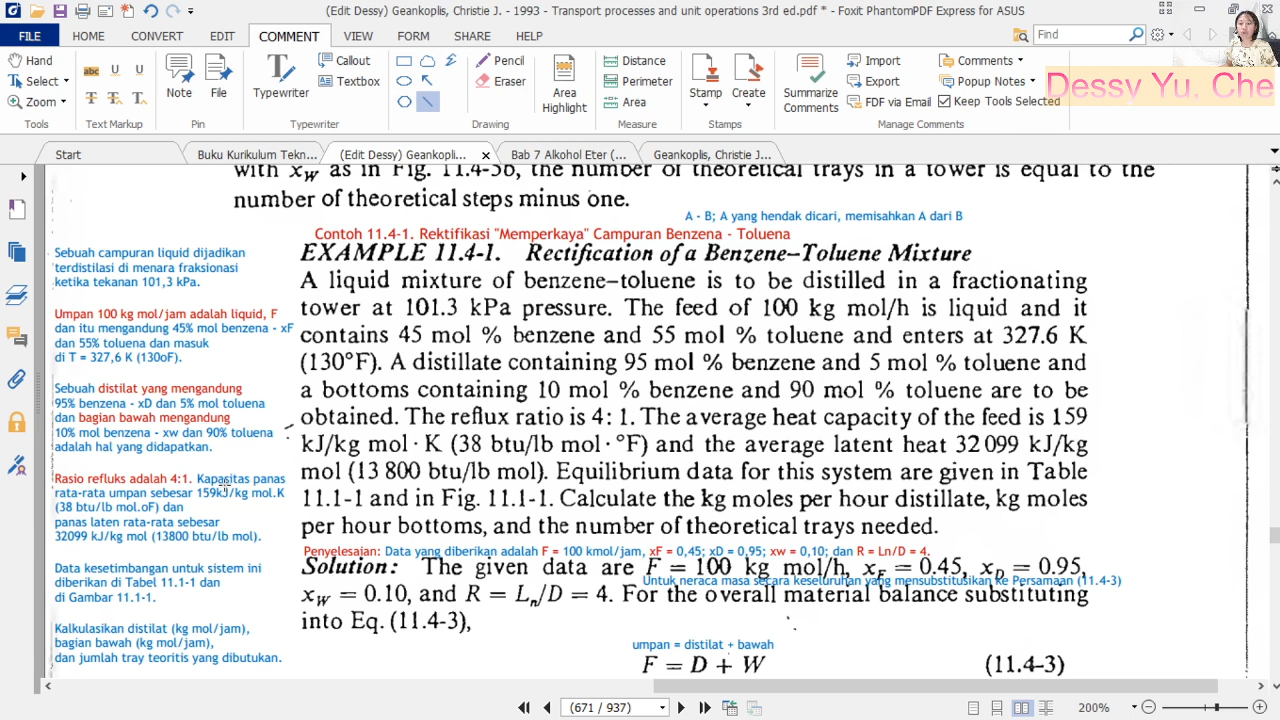 (Edit Dessy) Geankoplis, Christie J. - 1993 - Transport processes and unit operations 3rd ed.pdf * - Foxit PhantomPDF Express for ASUS
FILE HOME CONVERT EDIT COMMENT VIEW FORM SHARE HELP
Find
Hand
Select
Zoom
Tools
Text Markup
Note
File
Pin
Typewriter
Callout
Textbox
Typewriter
Pencil
Eraser
Drawing
Area Highlight
Distance
Perimeter
Area
Measure
Stamp
Create
Stamps
Summarize Comments
Import
Export
FDF via Email
Comments
Popup Notes
Keep Tools Selected
Manage Comments
Dessy Yu, Che
Start
Buku Kurikulum Tekn...
(Edit Dessy) Geankopli...
Bab 7 Alkohol Eter (...
Geankoplis, Christie J...
with xW as in Fig. 11.4-3b, the number of theoretical trays in a tower is equal to the
number of theoretical steps minus one.
A - B; A yang hendak dicari, memisahkan A dari B
Contoh 11.4-1. Rektifikasi "Memperkaya" Campuran Benzena - Toluena
EXAMPLE 11.4-1. Rectification of a Benzene–Toluene Mixture
A liquid mixture of benzene–toluene is to be distilled in a fractionating
tower at 101.3 kPa pressure. The feed of 100 kg mol/h is liquid and it
contains 45 mol % benzene and 55 mol % toluene and enters at 327.6 K
(130°F). A distillate containing 95 mol % benzene and 5 mol % toluene and
a bottoms containing 10 mol % benzene and 90 mol % toluene are to be
obtained. The reflux ratio is 4 : 1. The average heat capacity of the feed is 159
kJ/kg mol · K (38 btu/lb mol · °F) and the average latent heat 32 099 kJ/kg
mol (13 800 btu/lb mol). Equilibrium data for this system are given in Table
11.1-1 and in Fig. 11.1-1. Calculate the kg moles per hour distillate, kg moles
per hour bottoms, and the number of theoretical trays needed.
Penyelesaian: Data yang diberikan adalah F = 100 kmol/jam, xF = 0,45; xD = 0,95; xw = 0,10; dan R = Ln/D = 4.
Solution: The given data are F = 100 kg mol/h, xF = 0.45, xD = 0.95,
Untuk neraca masa secara keseluruhan yang mensubstitusikan ke Persamaan (11.4-3)
xW = 0.10, and R = Ln/D = 4. For the overall material balance substituting
into Eq. (11.4-3),
umpan = distilat + bawah
F = D + W (11.4-3)
Sebuah campuran liquid dijadikan
terdistilasi di menara fraksionasi
ketika tekanan 101,3 kPa.
Umpan 100 kg mol/jam adalah liquid, F
dan itu mengandung 45% mol benzena - xF
dan 55% toluena dan masuk
di T = 327,6 K (130oF).
Sebuah distilat yang mengandung
95% benzena - xD dan 5% mol toluena
dan bagian bawah mengandung
10% mol benzena - xw dan 90% toluena
adalah hal yang didapatkan.
Rasio refluks adalah 4:1. Kapasitas panas
rata-rata umpan sebesar 159kJ/kg mol.K
(38 btu/lb mol.oF) dan
panas laten rata-rata sebesar
32099 kJ/kg mol (13800 btu/lb mol).
Data kesetimbangan untuk sistem ini
diberikan di Tabel 11.1-1 dan
di Gambar 11.1-1.
Kalkulasikan distilat (kg mol/jam),
bagian bawah (kg mol/jam),
dan jumlah tray teoritis yang dibutukan.
(671 / 937)
200%